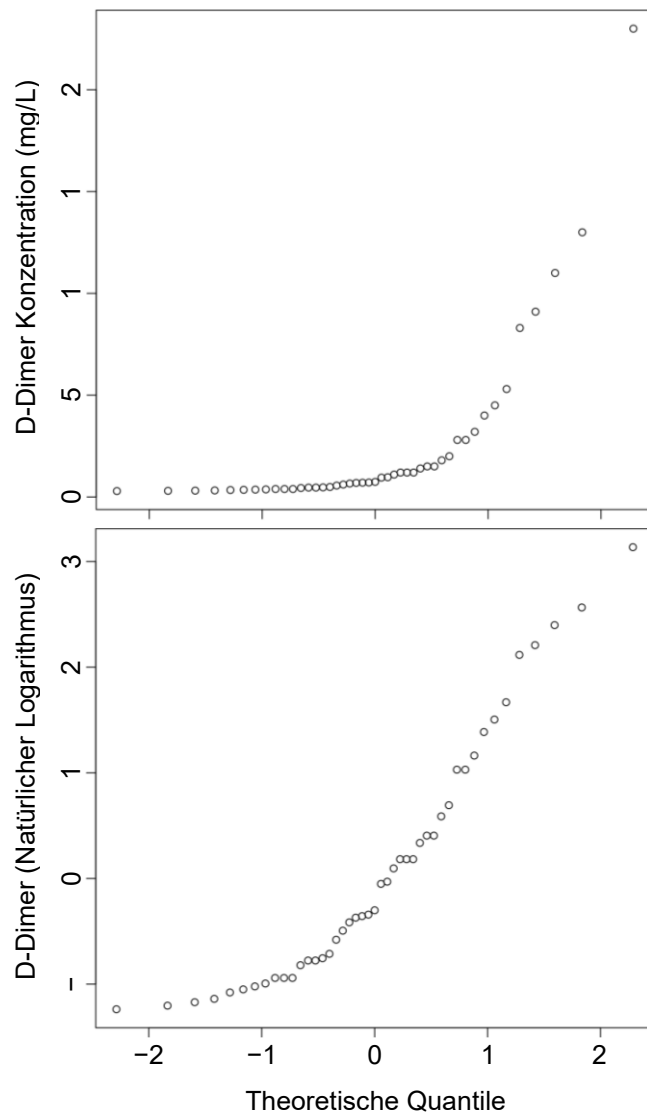 D-Dimer Konzentration (mg/L)
2
1
1
5
0
D-Dimer (Natürlicher Logarithmus)
3
2
1
0
−2 −1 0 1 2
Theoretische Quantile